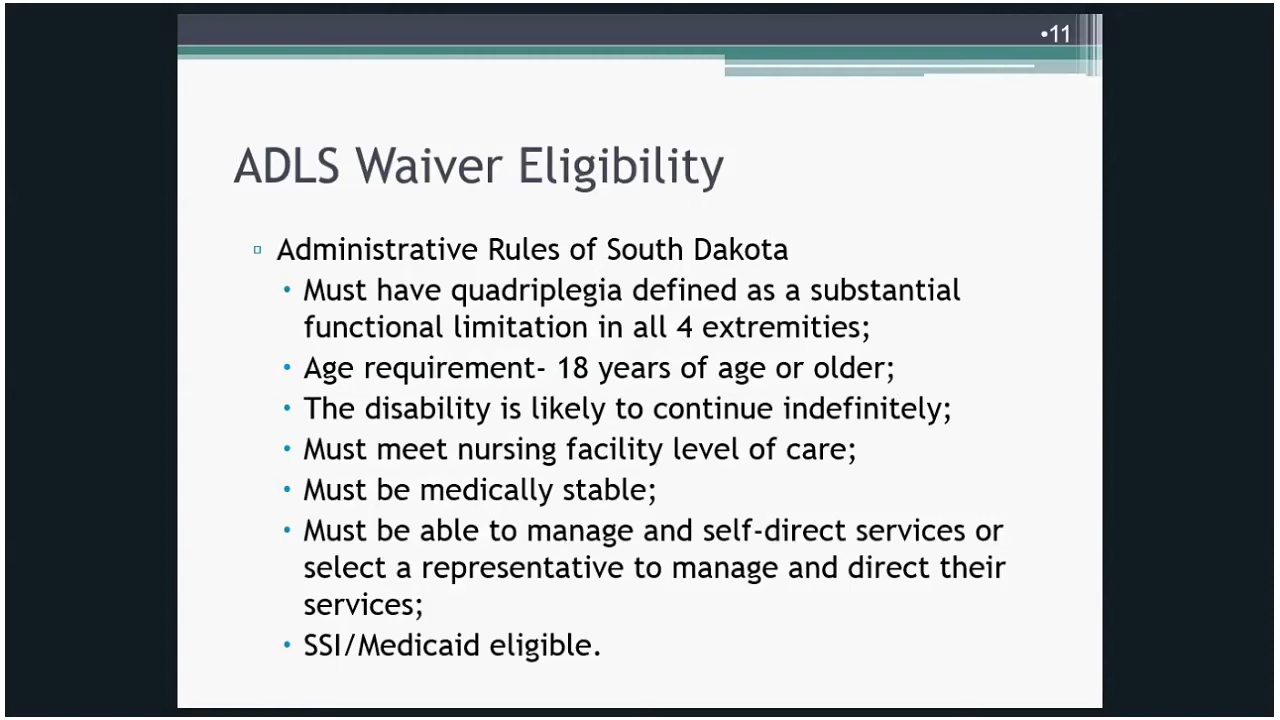 •11
ADLS Waiver Eligibility
Administrative Rules of South Dakota
• Must have quadriplegia defined as a substantial
functional limitation in all 4 extremities;
• Age requirement- 18 years of age or older;
• The disability is likely to continue indefinitely;
• Must meet nursing facility level of care;
• Must be medically stable;
• Must be able to manage and self-direct services or
select a representative to manage and direct their
services;
• SSI/Medicaid eligible.